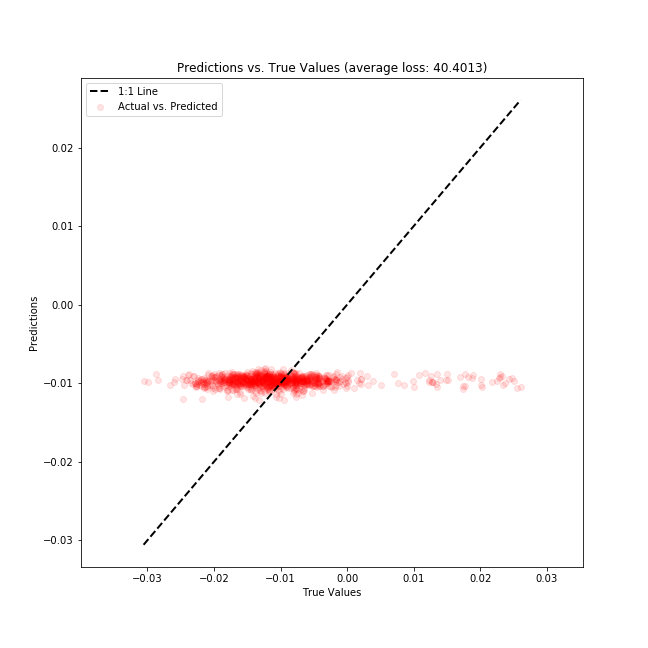 Predictions vs. True Values (average loss: 40.4013)
1:1 Line
Actual vs. Predicted
0.02
0.01
0.00
−0.01
−0.02
−0.03
Predictions
−0.03 −0.02 −0.01 0.00 0.01 0.02 0.03
True Values